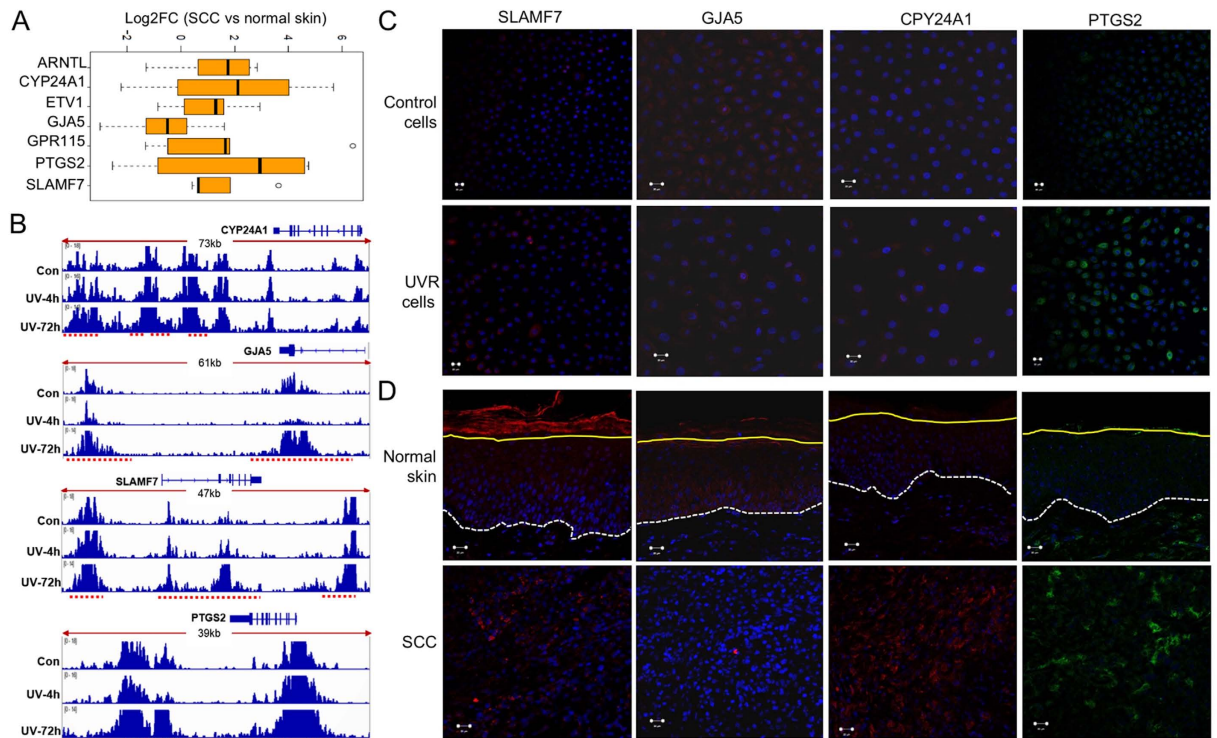 A
Log2FC (SCC vs normal skin)
-2 0 2 4 6
ARNTL
CYP24A1
ETV1
GJA5
GPR115
PTGS2
SLAMF7
B
CYP24A1
73kb
Con
UV-4h
UV-72h
GJA5
61kb
Con
UV-4h
UV-72h
SLAMF7
47kb
Con
UV-4h
UV-72h
PTGS2
39kb
Con
UV-4h
UV-72h
C
SLAMF7 GJA5 CPY24A1 PTGS2
Control
cells
UVR
cells
D
Normal
skin
SCC